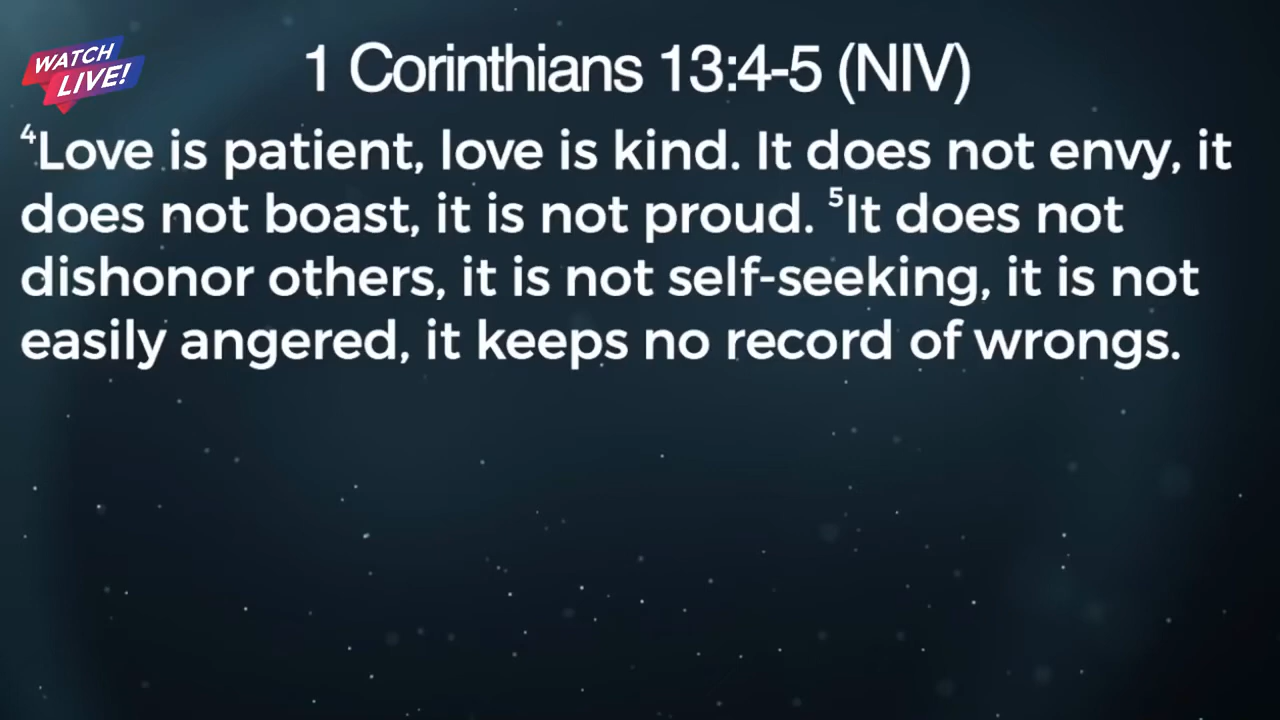 WATCH
LIVE!
1 Corinthians 13:4-5 (NIV)
⁴Love is patient, love is kind. It does not envy, it
does not boast, it is not proud. ⁵It does not
dishonor others, it is not self-seeking, it is not
easily angered, it keeps no record of wrongs.